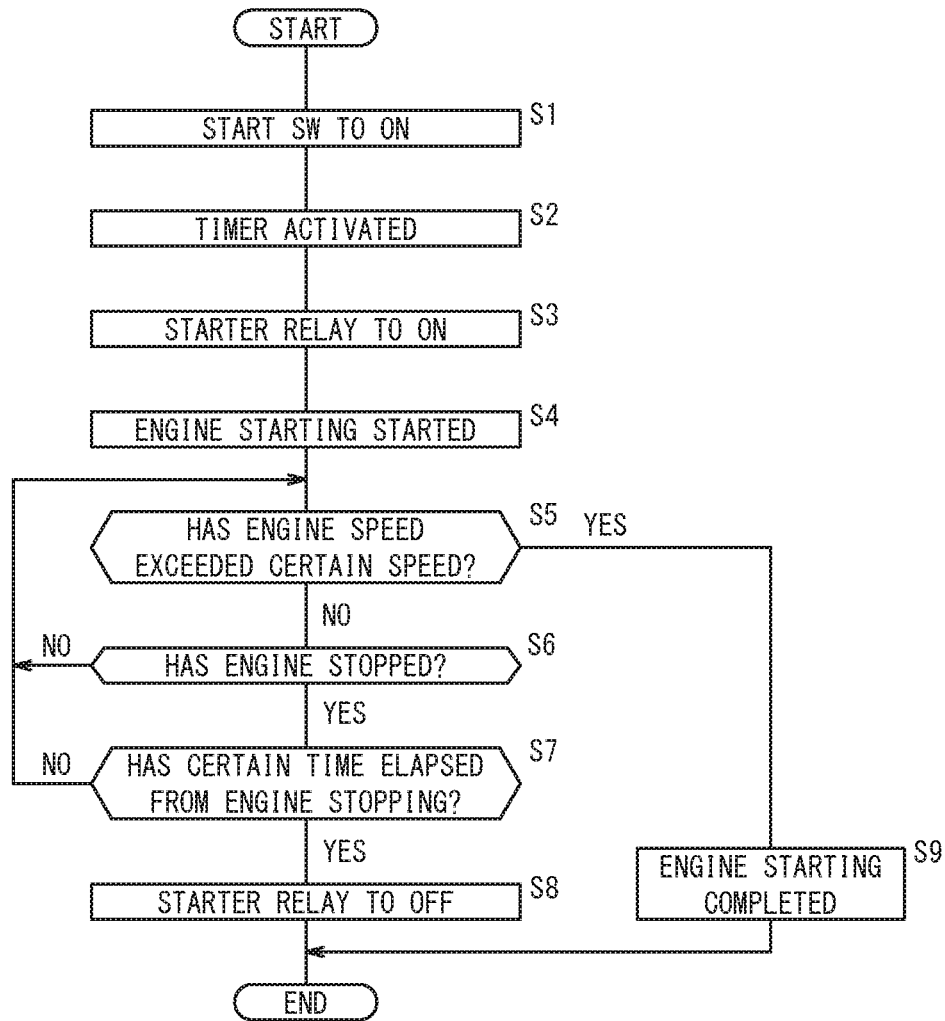 START
S1
START SW TO ON
S2
TIMER ACTIVATED
S3
STARTER RELAY TO ON
S4
ENGINE STARTING STARTED
S5
HAS ENGINE SPEED
EXCEEDED CERTAIN SPEED?
YES
NO
S6
NO
HAS ENGINE STOPPED?
YES
S7
NO
HAS CERTAIN TIME ELAPSED
FROM ENGINE STOPPING?
YES
S8
STARTER RELAY TO OFF
S9
ENGINE STARTING
COMPLETED
END